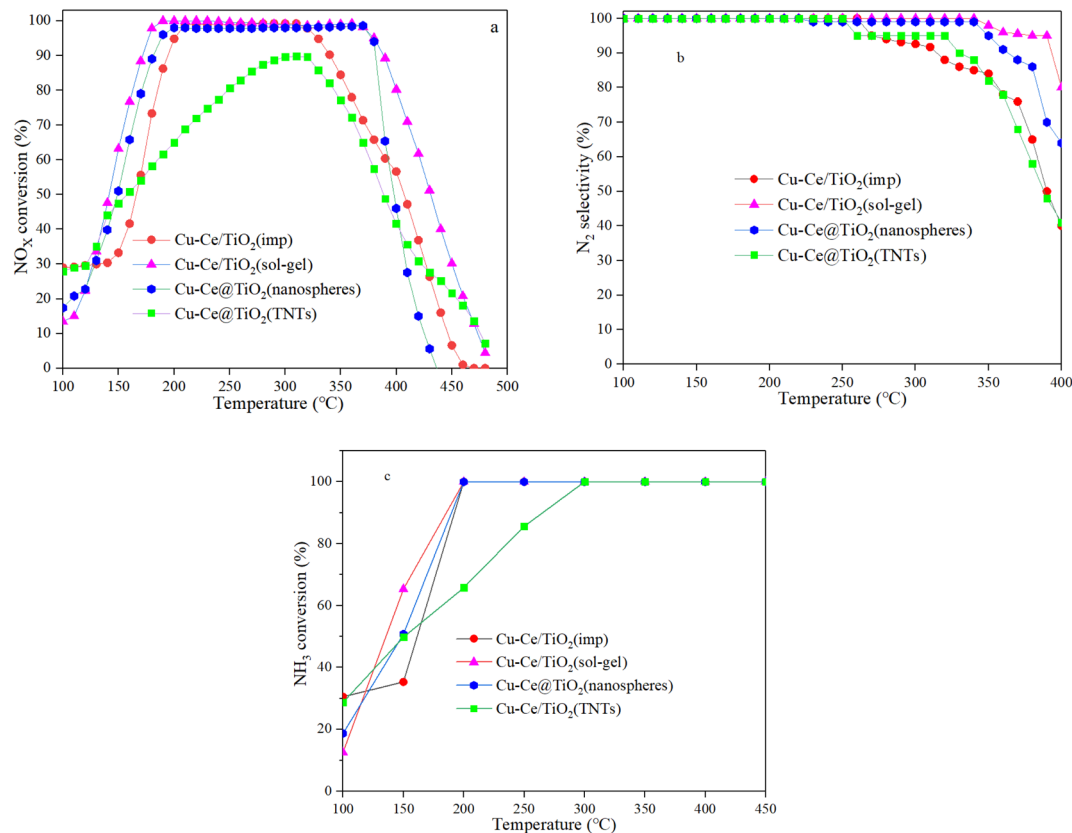 a
NOX conversion (%)
100
90
80
70
60
50
40
30
20
10
0
Cu-Ce/TiO2(imp)
Cu-Ce/TiO2(sol-gel)
Cu-Ce@TiO2(nanospheres)
Cu-Ce@TiO2(TNTs)
100 150 200 250 300 350 400 450 500
Temperature (℃)
b
N2 selectivity (%)
100
90
80
70
60
50
40
30
20
10
0
Cu-Ce/TiO2(imp)
Cu-Ce/TiO2(sol-gel)
Cu-Ce@TiO2(nanospheres)
Cu-Ce@TiO2(TNTs)
100 150 200 250 300 350 400
Temperature (℃)
c
NH3 conversion (%)
100
80
60
40
20
0
Cu-Ce/TiO2(imp)
Cu-Ce/TiO2(sol-gel)
Cu-Ce@TiO2(nanospheres)
Cu-Ce/TiO2(TNTs)
100 150 200 250 300 350 400 450
Temperature (℃)